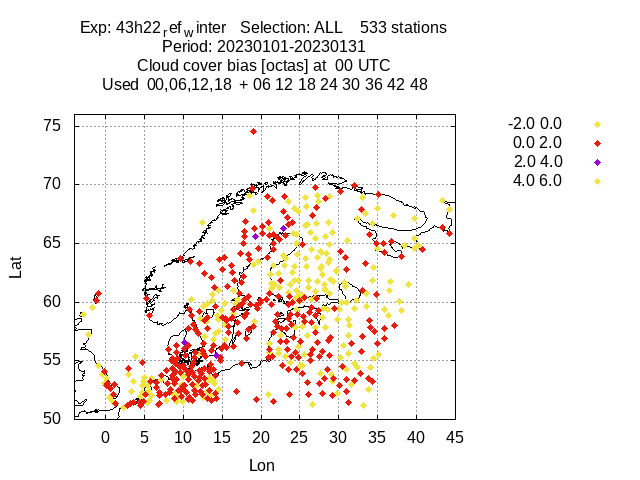 Exp: 43h22ref winter   Selection: ALL    533 stations
Period: 20230101-20230131
Cloud cover bias [octas] at  00 UTC
Used  00,06,12,18  + 06 12 18 24 30 36 42 48
-2.0 0.0
0.0 2.0
2.0 4.0
4.0 6.0
75
70
65
60
55
50
Lat
0 5 10 15 20 25 30 35 40 45
Lon